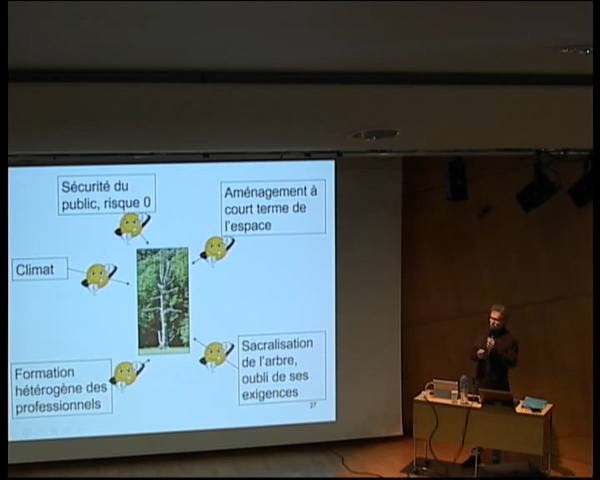 Sécurité du
public, risque 0
Aménagement à
court terme de
l'espace
Climat
Sacralisation
de l'arbre,
oubli de ses
exigences
Formation
hétérogène des
professionnels
27